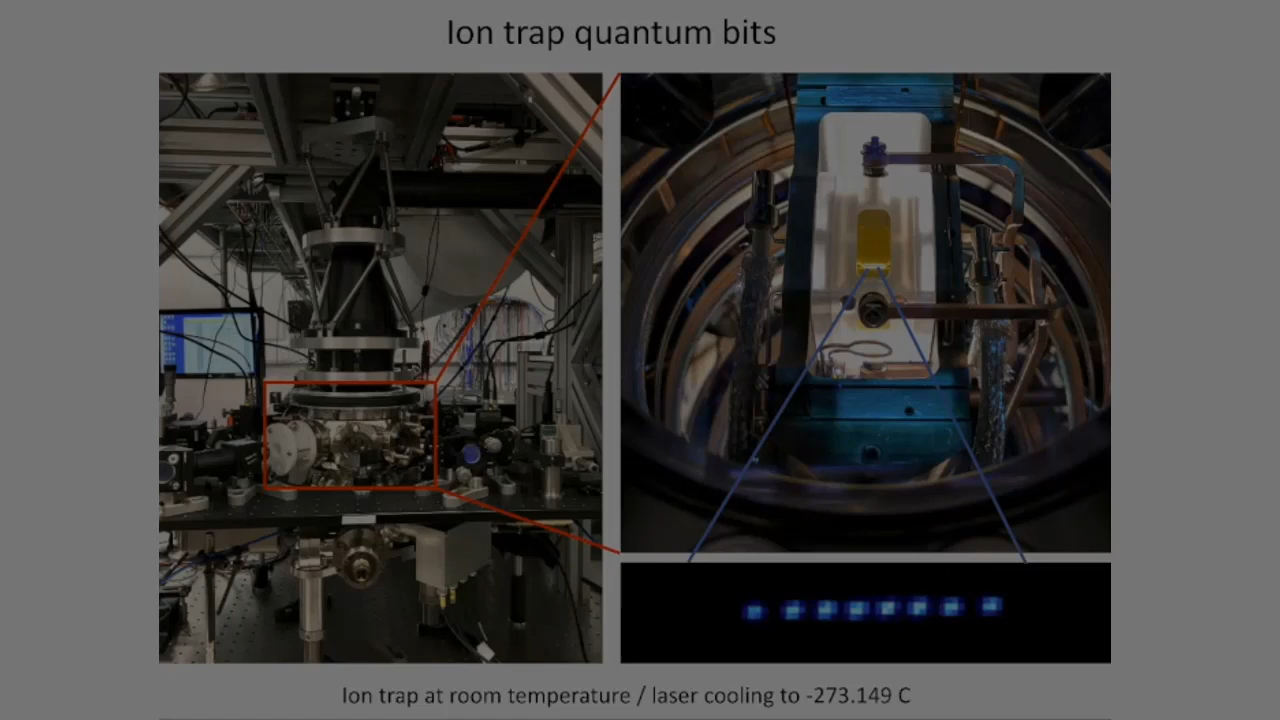 Ion trap quantum bits
Ion trap at room temperature / laser cooling to -273.149 C